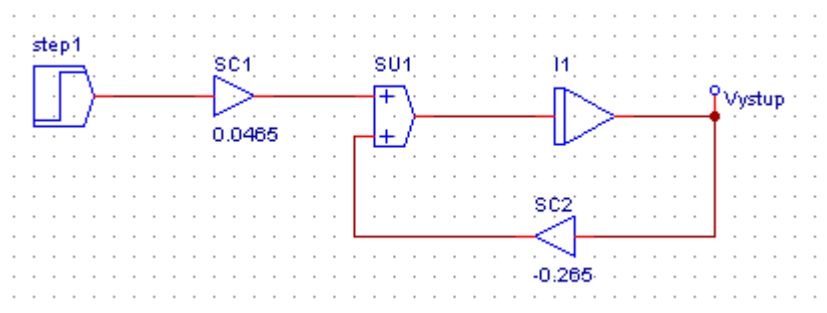 step1
SC1
SU1
I1
Vystup
+
0.0465
+
SC2
-0.265